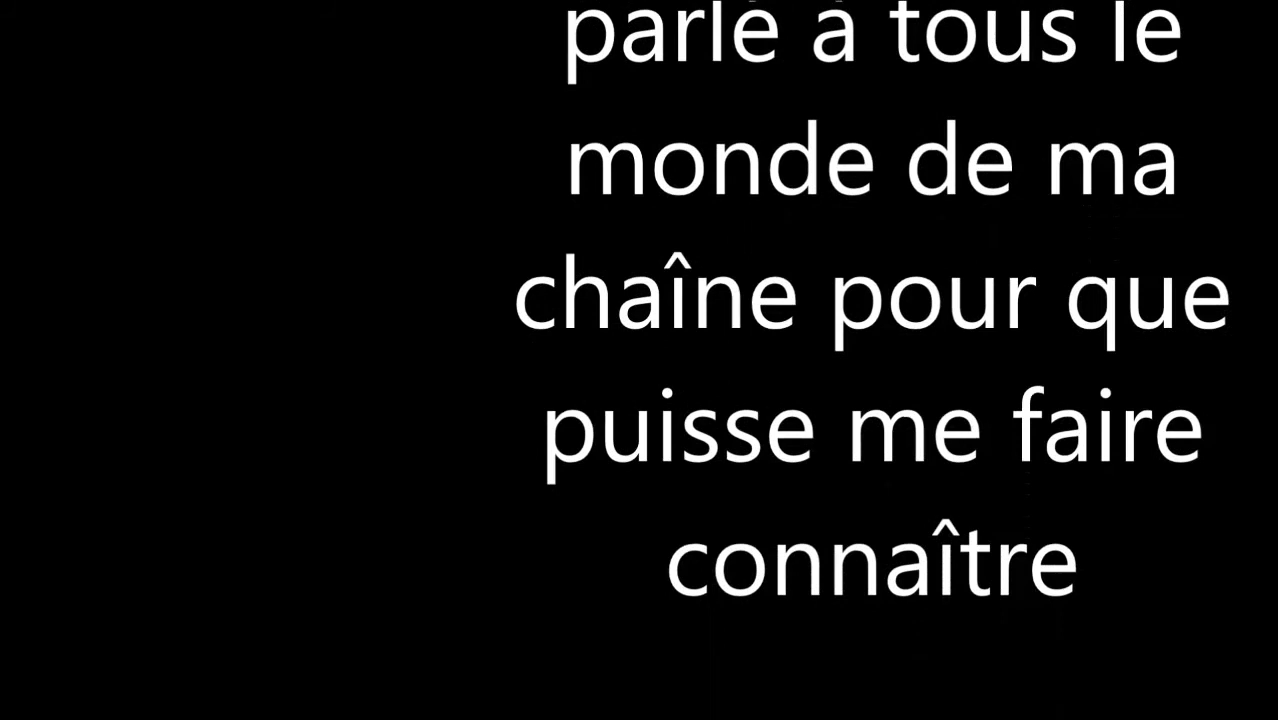 parlé à tous le
monde de ma
chaîne pour que
puisse me faire
connaître